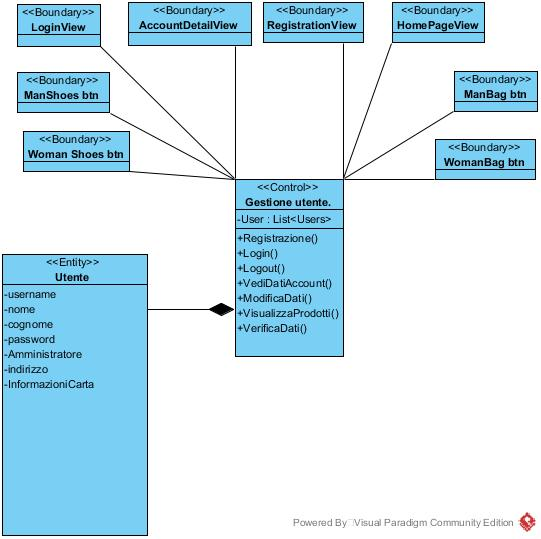 <<Boundary>>
LoginView
<<Boundary>>
AccountDetailView
<<Boundary>>
RegistrationView
<<Boundary>>
HomePageView
<<Boundary>>
ManShoes btn
<<Boundary>>
ManBag btn
<<Boundary>>
Woman Shoes btn
<<Boundary>>
WomanBag btn
<<Control>>
Gestione utente.
-User : List<Users>
+Registrazione()
+Login()
+Logout()
+VediDatiAccount()
+ModificaDati()
+VisualizzaProdotti()
+VerificaDati()
<<Entity>>
Utente
-username
-nome
-cognome
-password
-Amministratore
-indirizzo
-InformazioniCarta
Powered By Visual Paradigm Community Edition